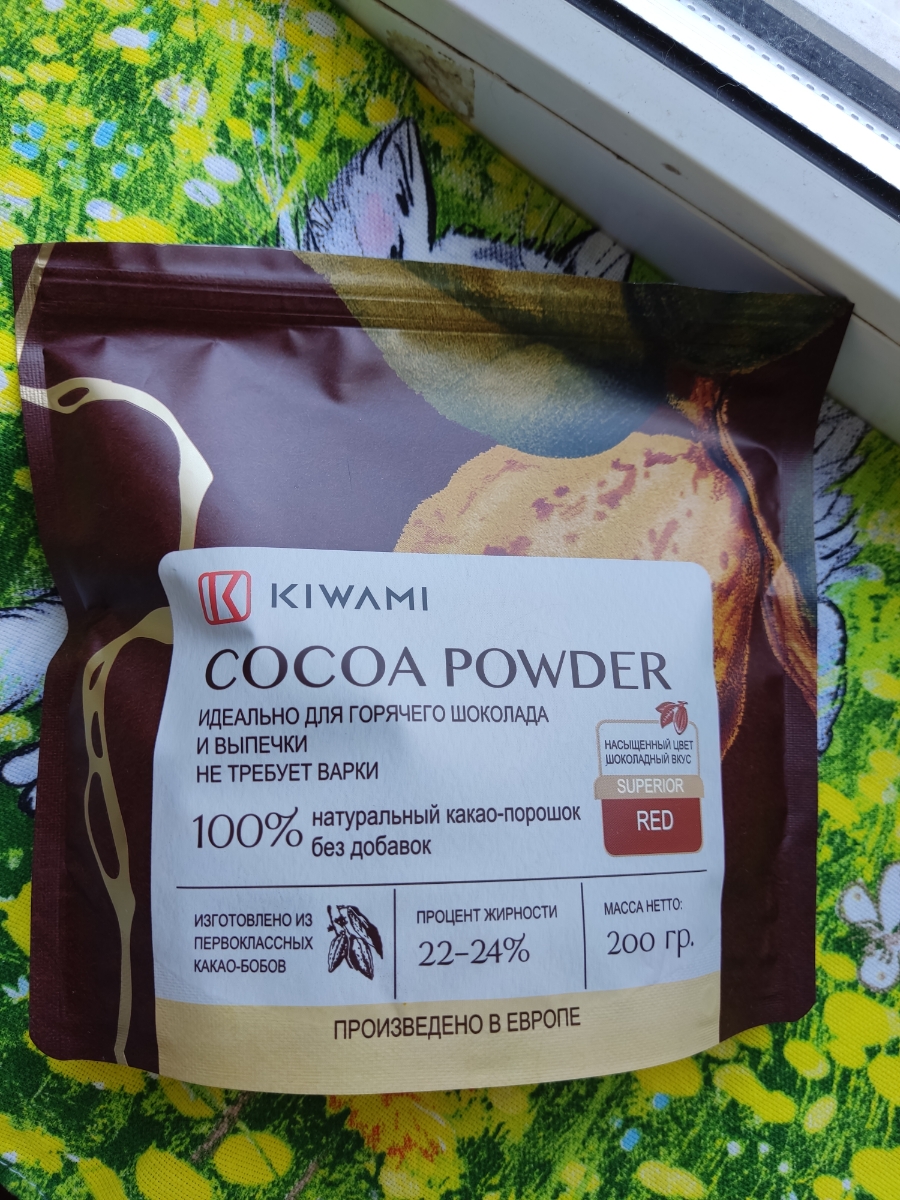 KIWAMI
COCOA POWDER
ИДЕАЛЬНО ДЛЯ ГОРЯЧЕГО ШОКОЛАДА
И ВЫПЕЧКИ
НЕ ТРЕБУЕТ ВАРКИ
НАСЫЩЕННЫЙ ЦВЕТ
ШОКОЛАДНЫЙ ВКУС
SUPERIOR
RED
100% натуральный какао-порошок
без добавок
ИЗГОТОВЛЕНО ИЗ
ПЕРВОКЛАССНЫХ
КАКАО-БОБОВ
ПРОЦЕНТ ЖИРНОСТИ
22-24%
МАССА НЕТТО:
200 гр.
ПРОИЗВЕДЕНО В ЕВРОПЕ